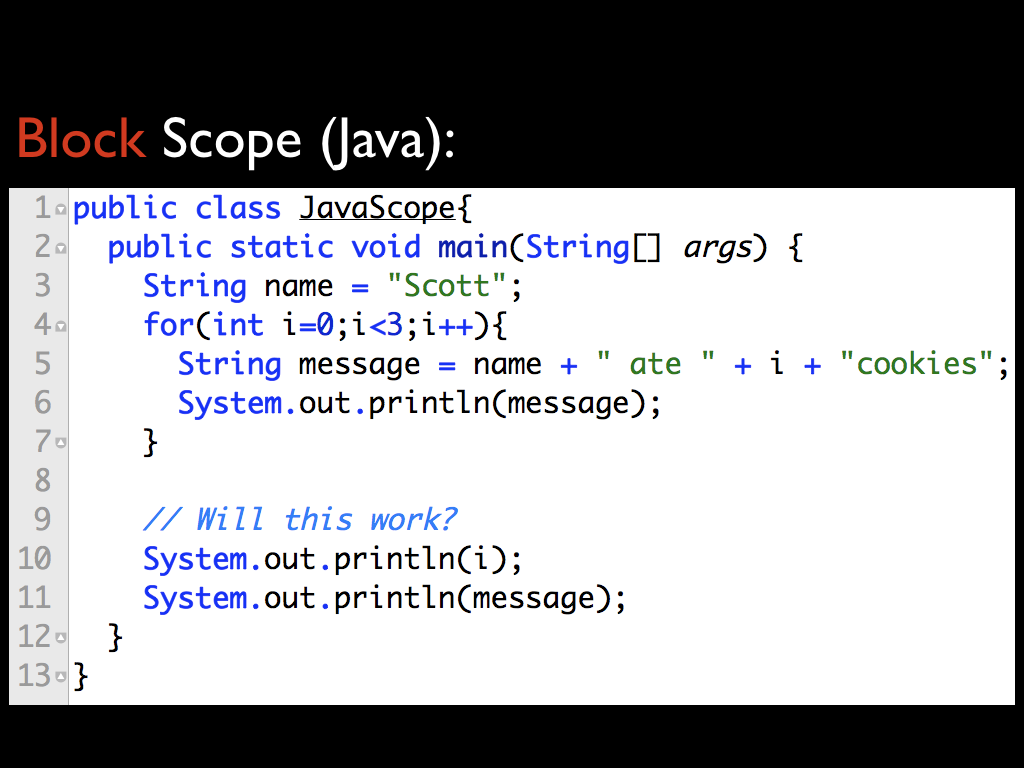 Block Scope (Java):
1 public class JavaScope{
2   public static void main(String[] args) {
3     String name = "Scott";
4     for(int i=0;i<3;i++){
5       String message = name + " ate " + i + "cookies";
6       System.out.println(message);
7     }
8
9     // Will this work?
10     System.out.println(i);
11     System.out.println(message);
12   }
13 }